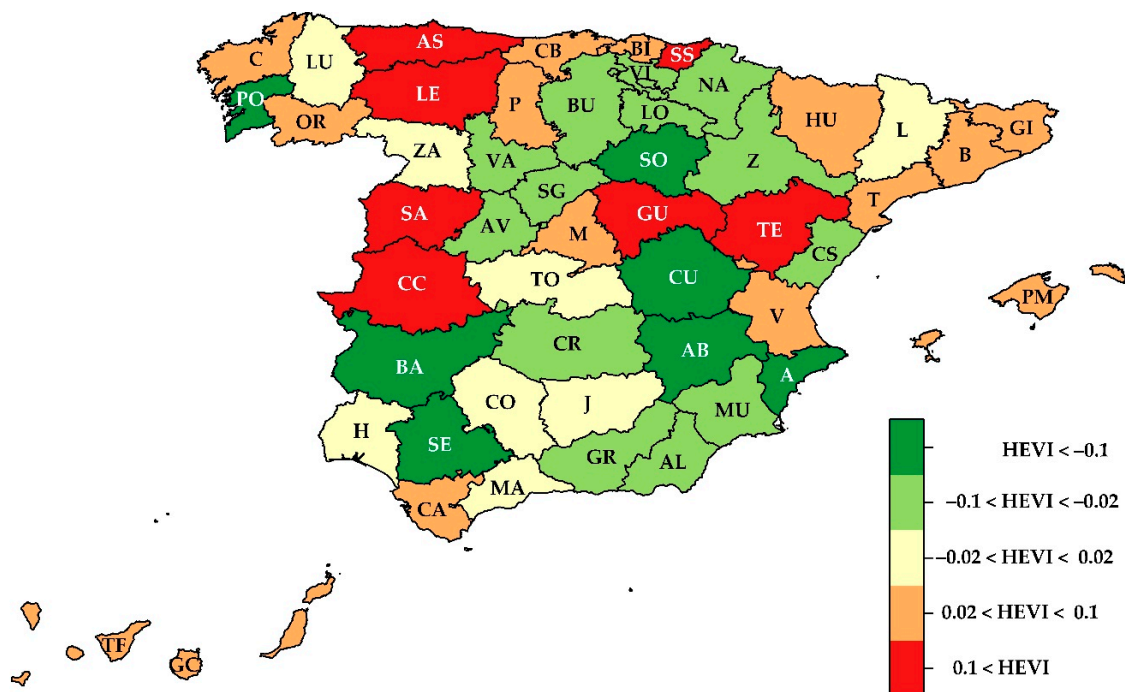 AS
CB
BI
SS
C
LU
VI
NA
PO
LE
P
BU
LO
HU
L
GI
OR
B
ZA
VA
SO
Z
SG
T
SA
AV
M
GU
TE
CS
CC
TO
CU
PM
V
CR
AB
BA
A
CO
J
MU
H
SE
GR
AL
MA
CA
TF
GC
HEVI < −0.1
−0.1 < HEVI < −0.02
−0.02 < HEVI < 0.02
0.02 < HEVI < 0.1
0.1 < HEVI